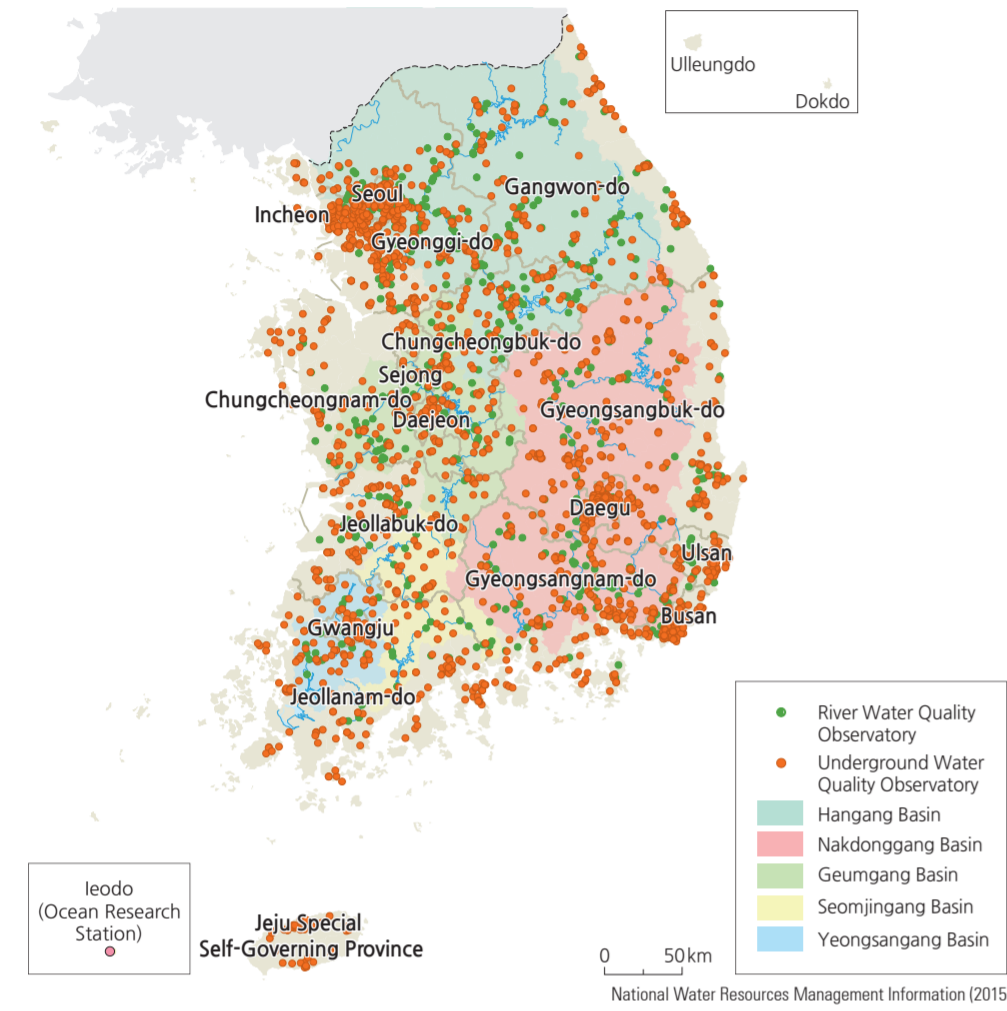 Ulleungdo
Dokdo
Gangwon-do
Seoul
Incheon
Gyeonggi-do
Chungcheongbuk-do
Sejong
Chungcheongnam-do
Daejeon
Gyeongsangbuk-do
Daegu
Jeollabuk-do
Ulsan
Gyeongsangnam-do
Busan
Gwangju
Jeollanam-do
River Water Quality
Observatory
Underground Water
Quality Observatory
Hangang Basin
Nakdonggang Basin
Geumgang Basin
Seomjingang Basin
Yeongsangang Basin
Ieodo
(Ocean Research
Station)
Jeju Special
Self-Governing Province
0 50 km
National Water Resources Management Information (2015